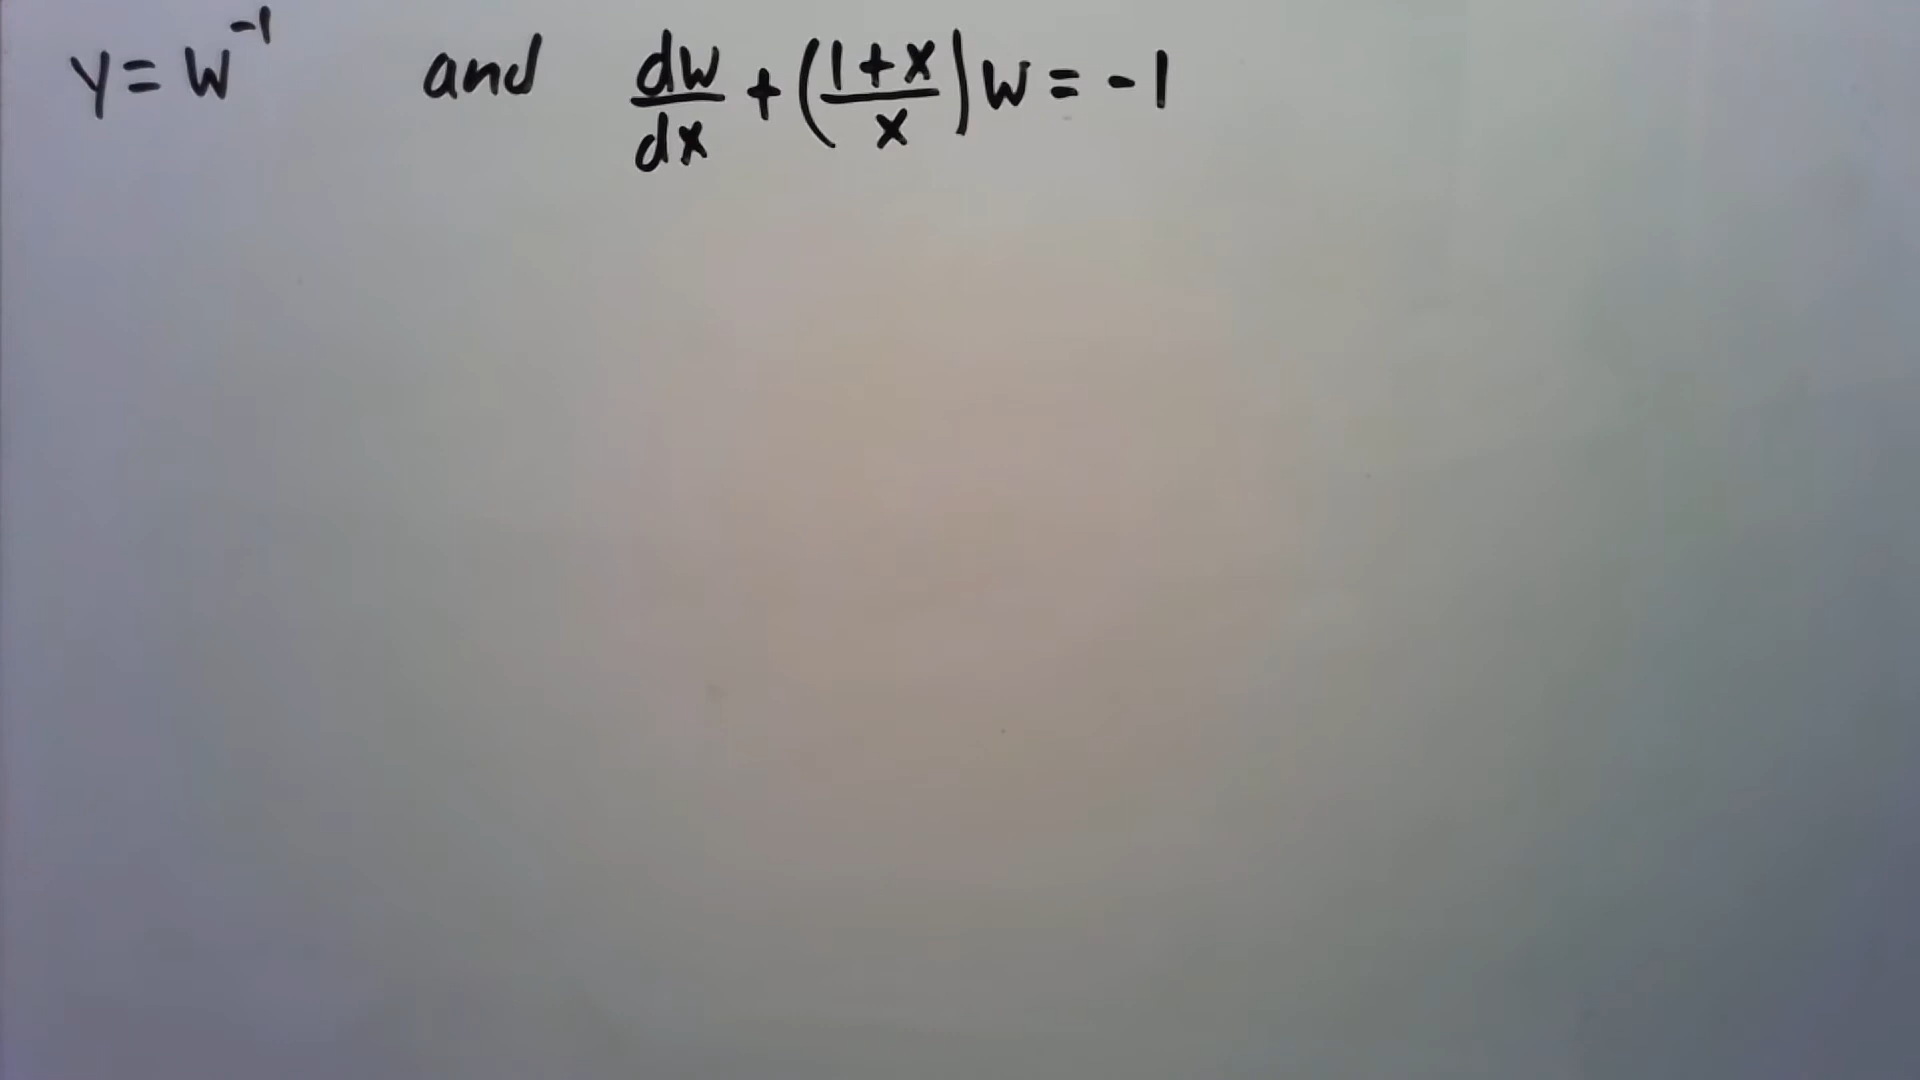 y = w⁻¹ and dw/dx + ((1+x)/x) w = -1